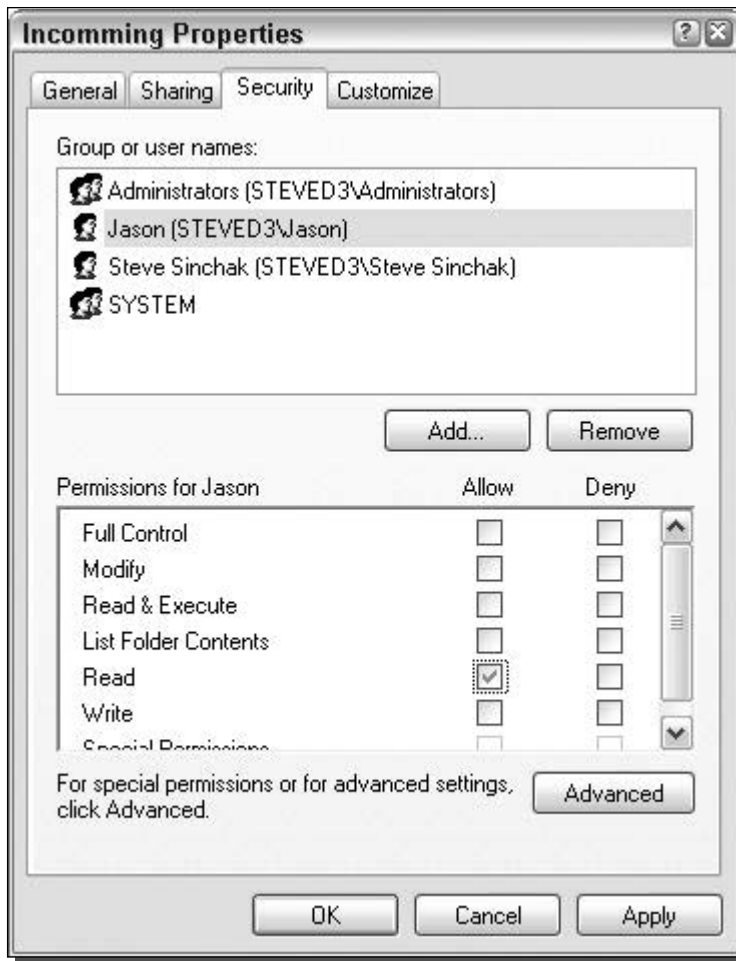 Incomming Properties
General Sharing Security Customize
Group or user names:
Administrators (STEVED3\Administrators)
Jason (STEVED3\Jason)
Steve Sinchak (STEVED3\Steve Sinchak)
SYSTEM
Add... Remove
Permissions for Jason Allow Deny
Full Control
Modify
Read & Execute
List Folder Contents
Read
Write
Special Permissions
For special permissions or for advanced settings,
click Advanced.
Advanced
OK Cancel Apply